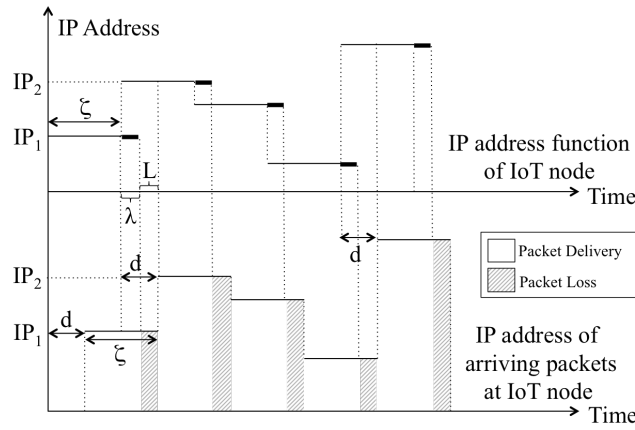 IP Address
IP2
ζ
IP1
L
IP address function
of IoT node
Time
λ
d
d
Packet Delivery
Packet Loss
IP2
d
IP1
ζ
IP address of
arriving packets
at IoT node
Time